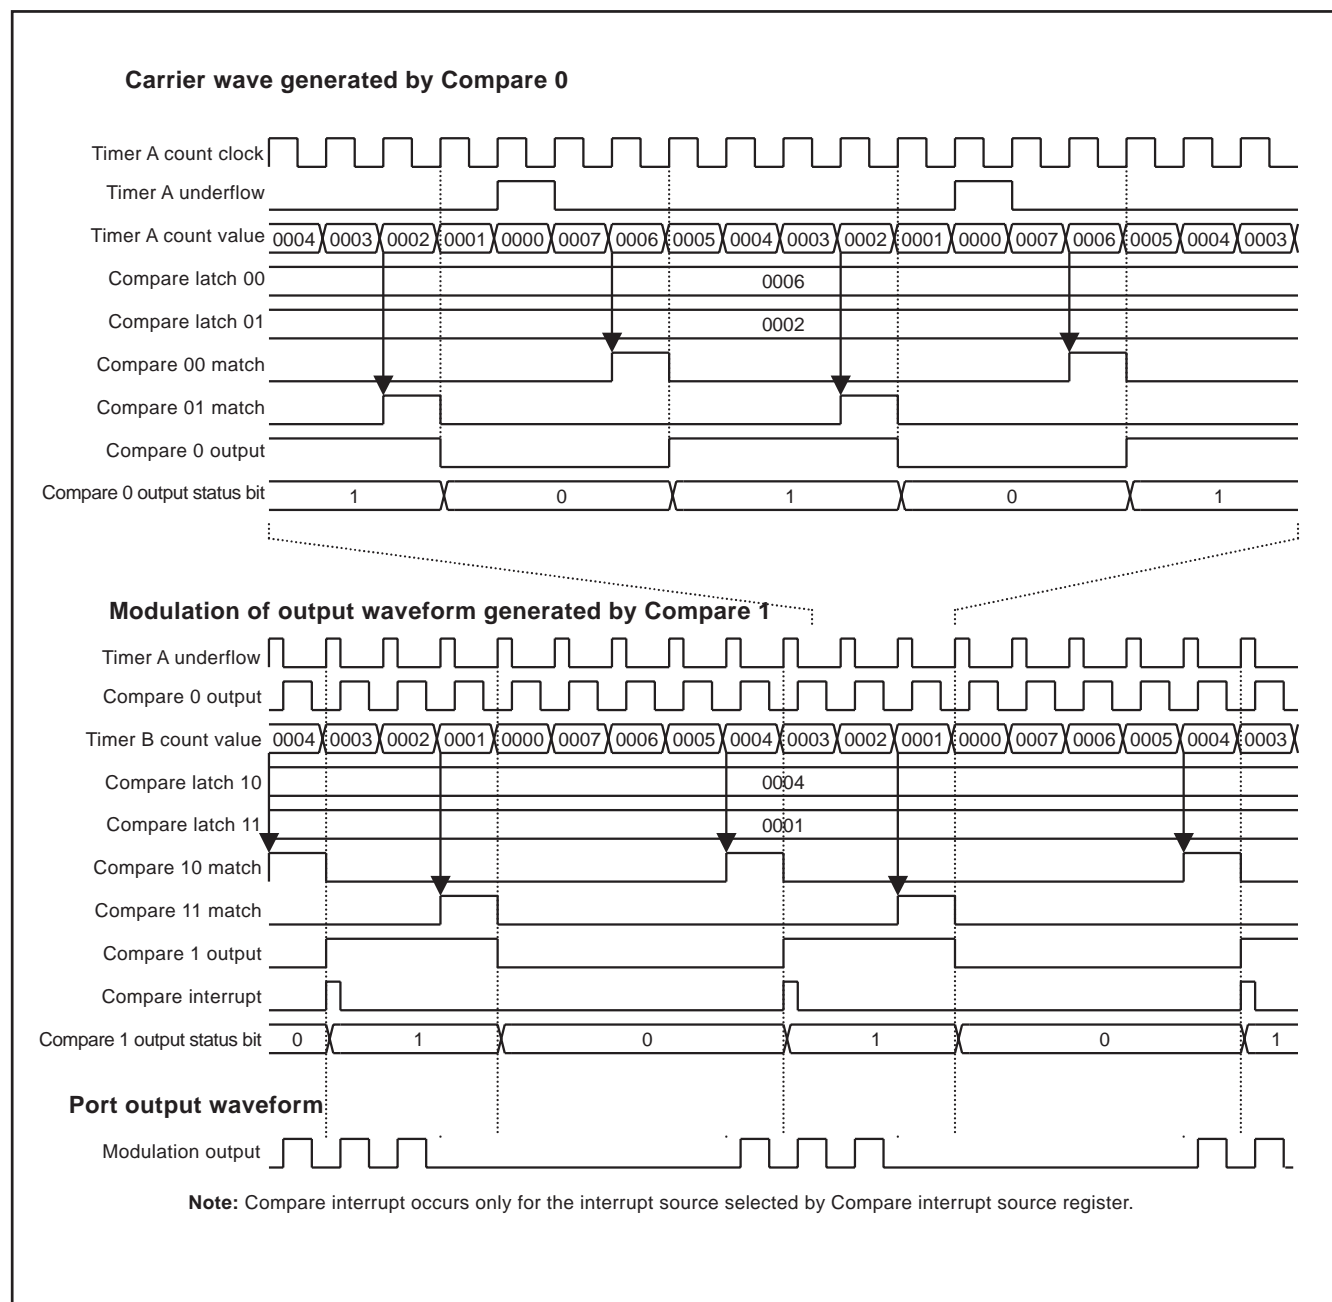 Carrier wave generated by Compare 0
Timer A count clock
Timer A underflow
Timer A count value 0004 0003 0002 0001 0000 0007 0006 0005 0004 0003 0002 0001 0000 0007 0006 0005 0004 0003
Compare latch 00 0006
Compare latch 01 0002
Compare 00 match
Compare 01 match
Compare 0 output
Compare 0 output status bit 1 0 1 0 1
Modulation of output waveform generated by Compare 1
Timer A underflow
Compare 0 output
Timer B count value 0004 0003 0002 0001 0000 0007 0006 0005 0004 0003 0002 0001 0000 0007 0006 0005 0004 0003
Compare latch 10 0004
Compare latch 11 0001
Compare 10 match
Compare 11 match
Compare 1 output
Compare interrupt
Compare 1 output status bit 0 1 0 1 0 1
Port output waveform
Modulation output
Note: Compare interrupt occurs only for the interrupt source selected by Compare interrupt source register.